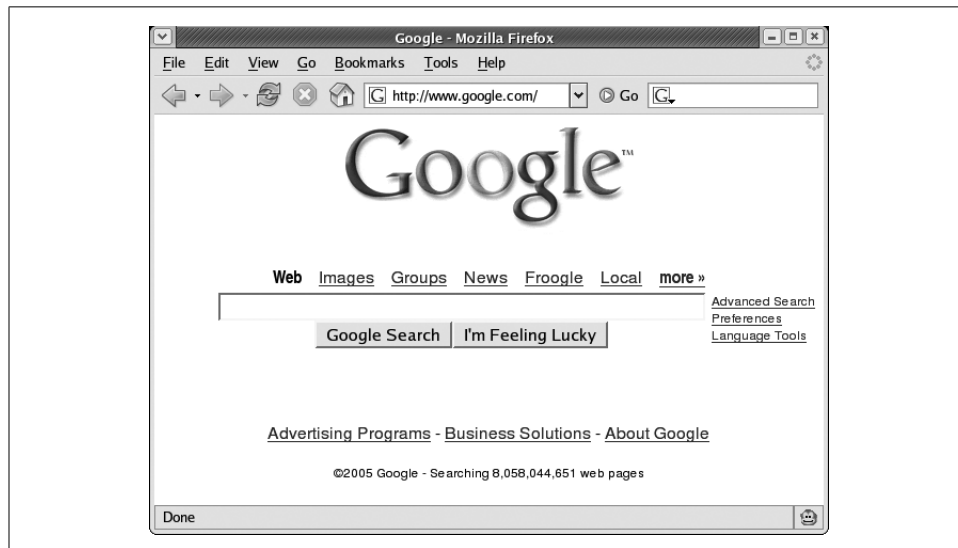 Google - Mozilla Firefox
File Edit View Go Bookmarks Tools Help
G http://www.google.com/ Go G
Google™
Web Images Groups News Froogle Local more »
Advanced Search
Preferences
Google Search I'm Feeling Lucky Language Tools
Advertising Programs - Business Solutions - About Google
©2005 Google - Searching 8,058,044,651 web pages
Done